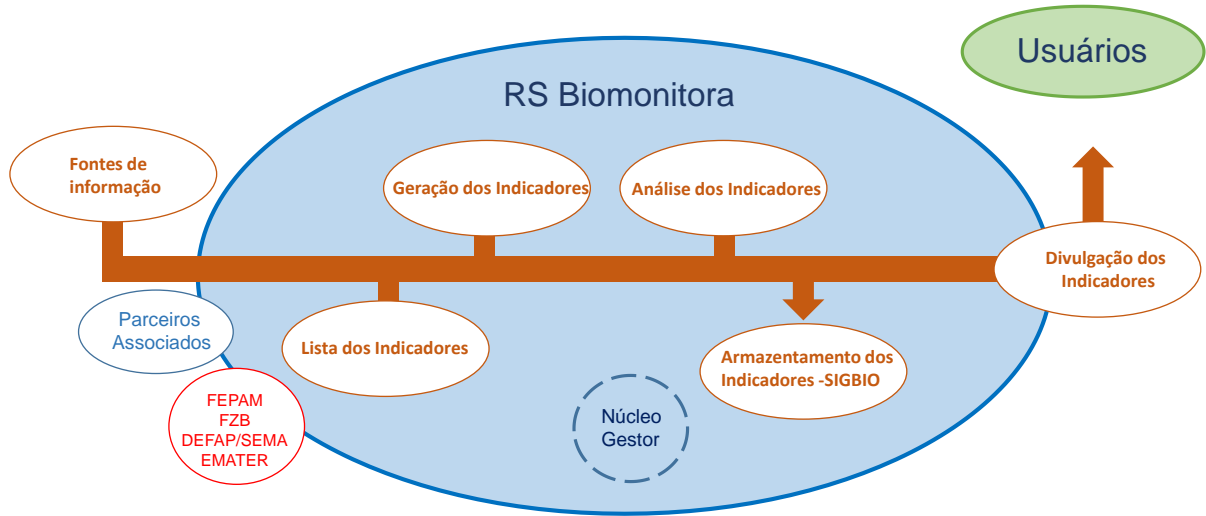 Usuários
RS Biomonitora
Fontes de
informação
Geração dos Indicadores
Análise dos Indicadores
Divulgação dos
Indicadores
Parceiros
Associados
Lista dos Indicadores
Armazentamento dos
Indicadores -SIGBIO
FEPAM
FZB
DEFAP/SEMA
EMATER
Núcleo
Gestor